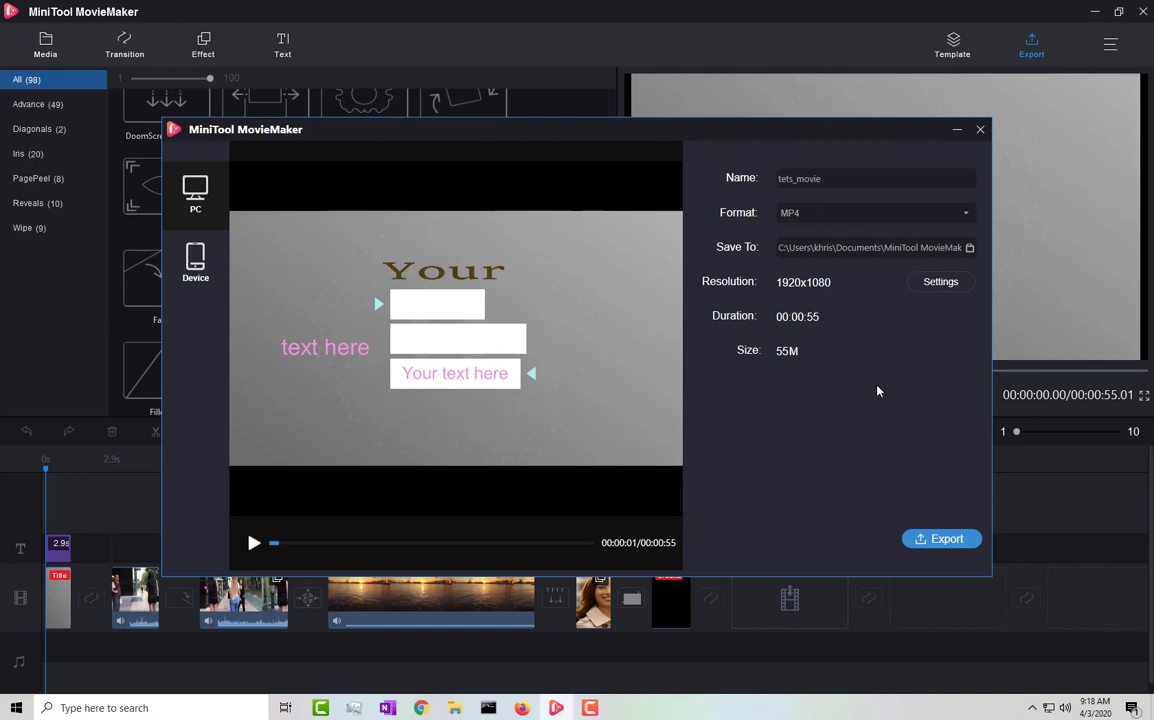 MiniTool MovieMaker
Media
Transition
Effect
Text
Template
Export
All (98)
1
100
Advance (49)
Diagonals (2)
Iris (20)
PagePeel (8)
Reveals (10)
Wipe (9)
DoomScre
Fa
MiniTool MovieMaker
PC
Device
Your
text here
Your text here
00:00:01/00:00:55
Name:
tets_movie
Format:
MP4
Save To:
C:\Users\khris\Documents\MiniTool MovieMak
Resolution:
1920x1080
Settings
Duration:
00:00:55
Size:
55M
Export
00:00:00.00/00:00:55.01
1
10
0s
2.9s
2.9s
Title
Type here to search
9:18 AM
4/3/2020